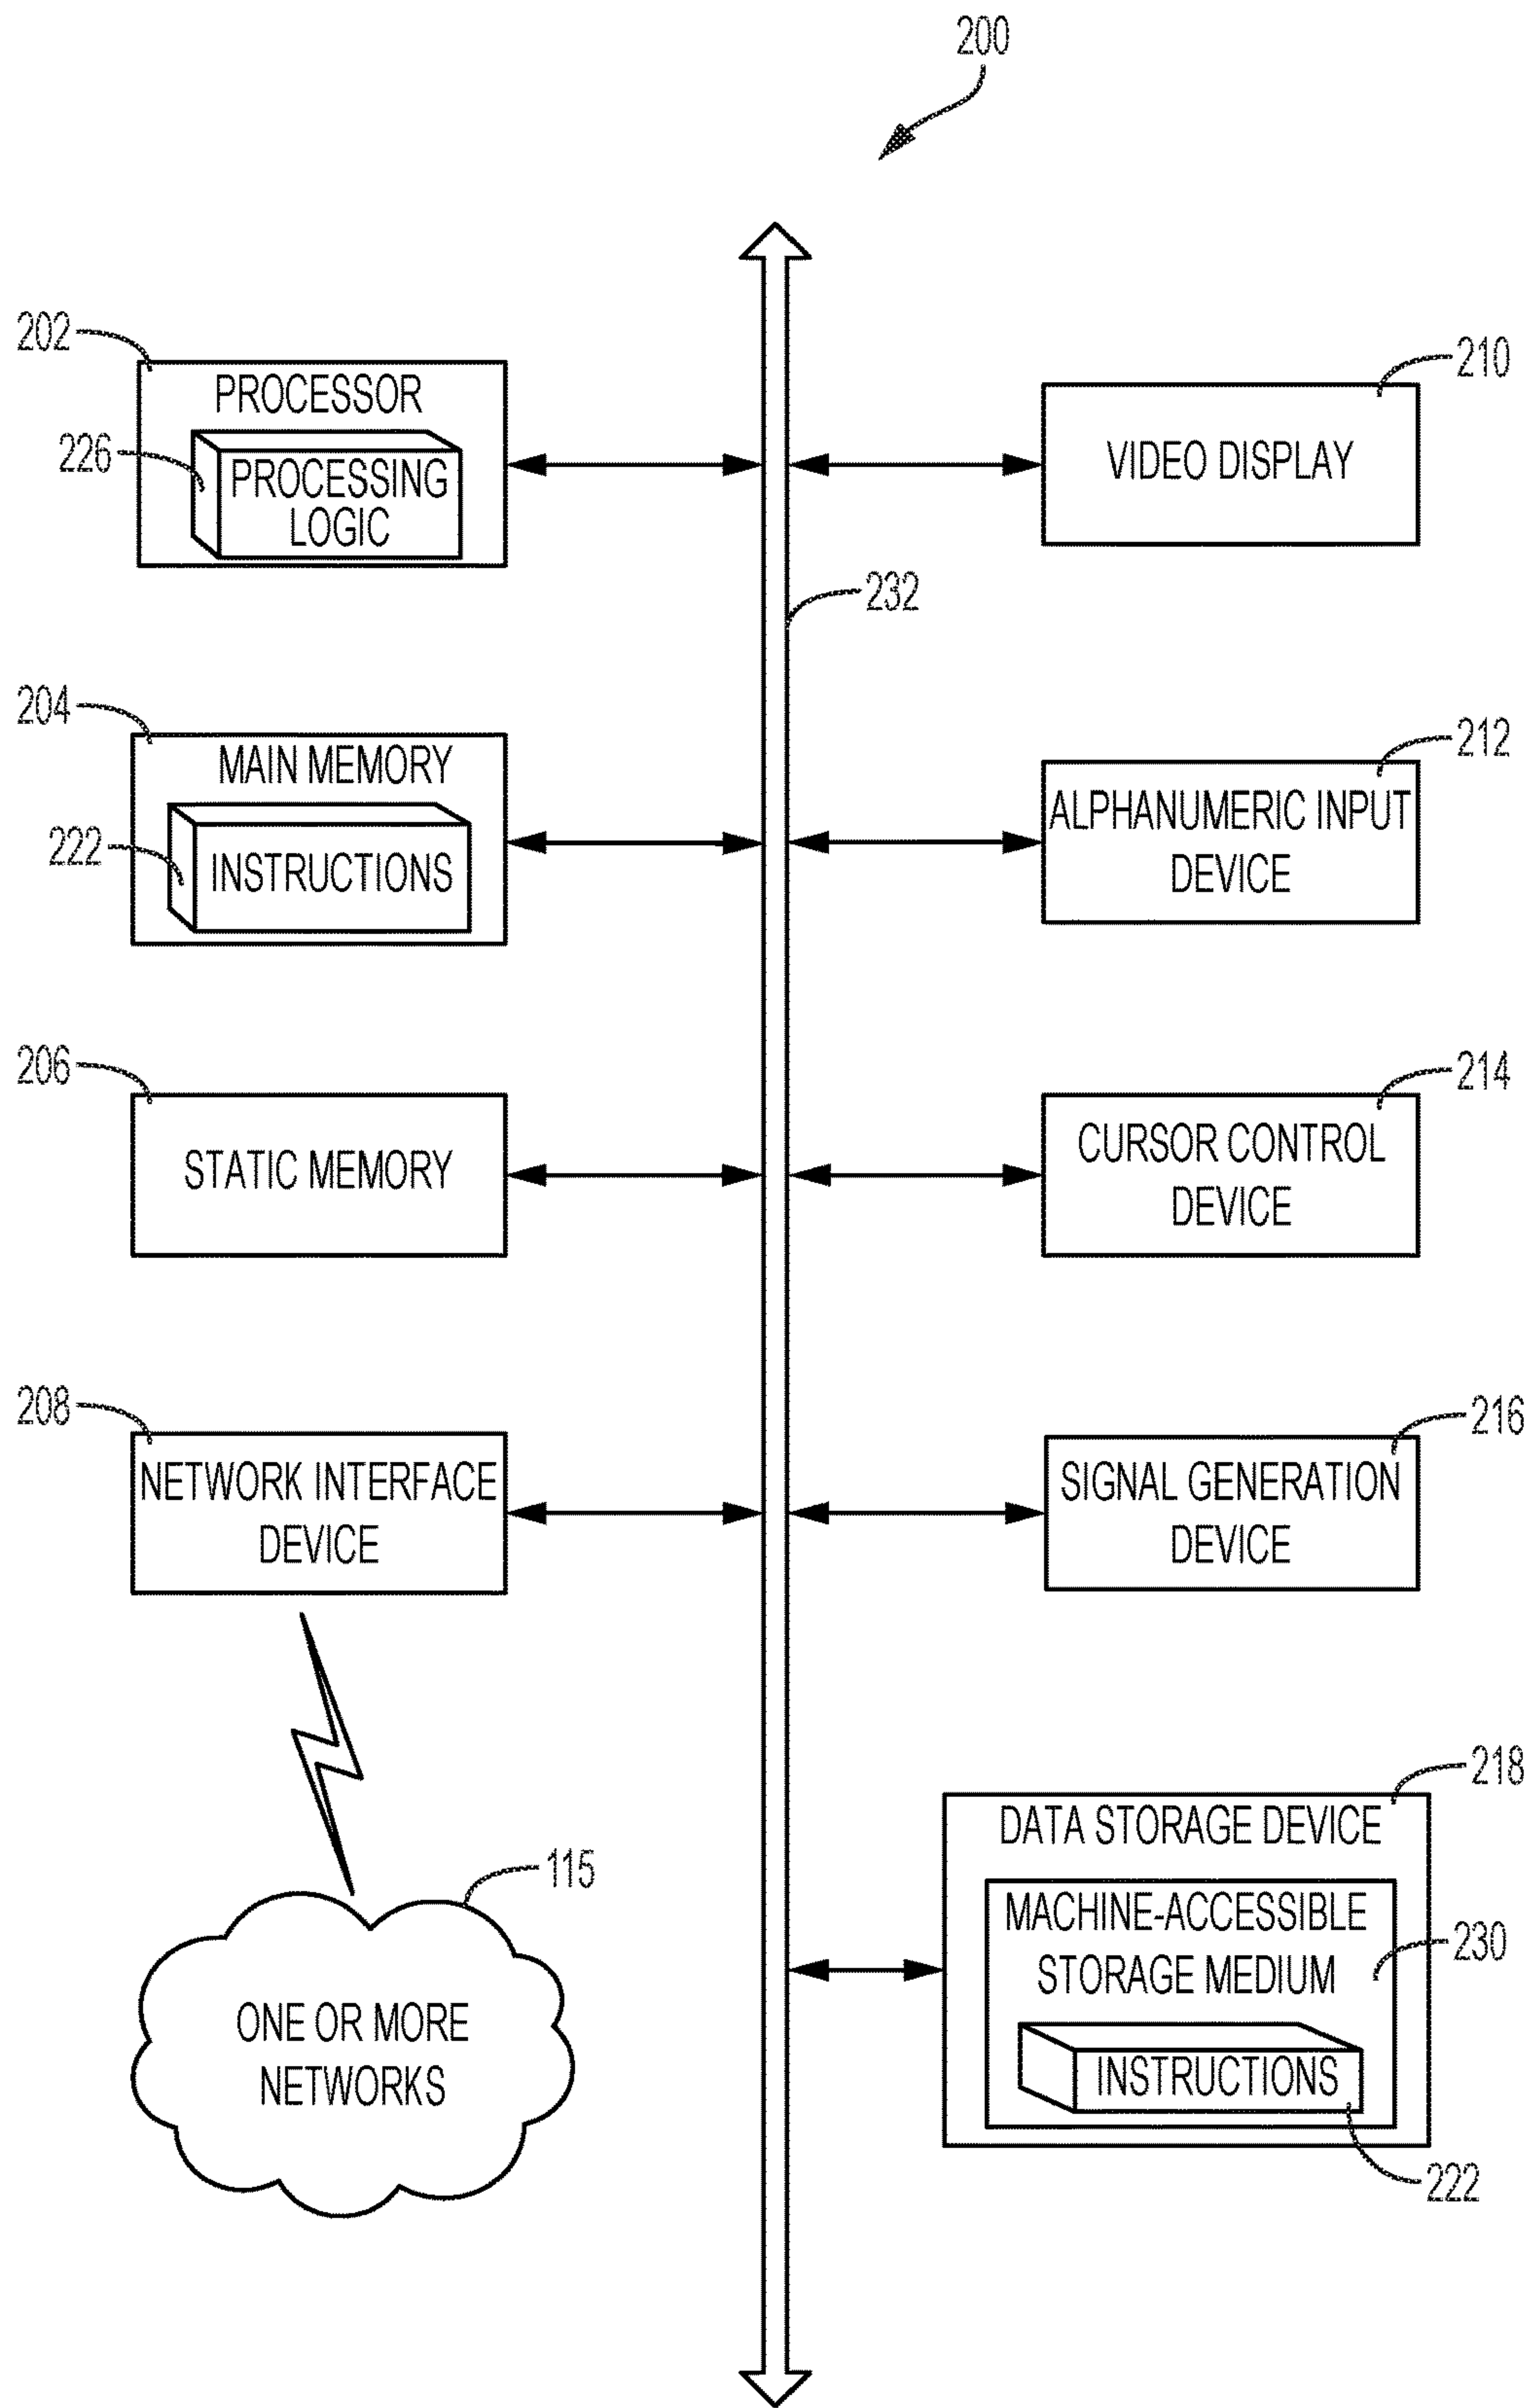 200
202
PROCESSOR
226
PROCESSING
LOGIC
210
VIDEO DISPLAY
232
204
MAIN MEMORY
222
INSTRUCTIONS
212
ALPHANUMERIC INPUT
DEVICE
206
STATIC MEMORY
214
CURSOR CONTROL
DEVICE
208
NETWORK INTERFACE
DEVICE
216
SIGNAL GENERATION
DEVICE
115
ONE OR MORE
NETWORKS
218
DATA STORAGE DEVICE
MACHINE-ACCESSIBLE
STORAGE MEDIUM
230
INSTRUCTIONS
222